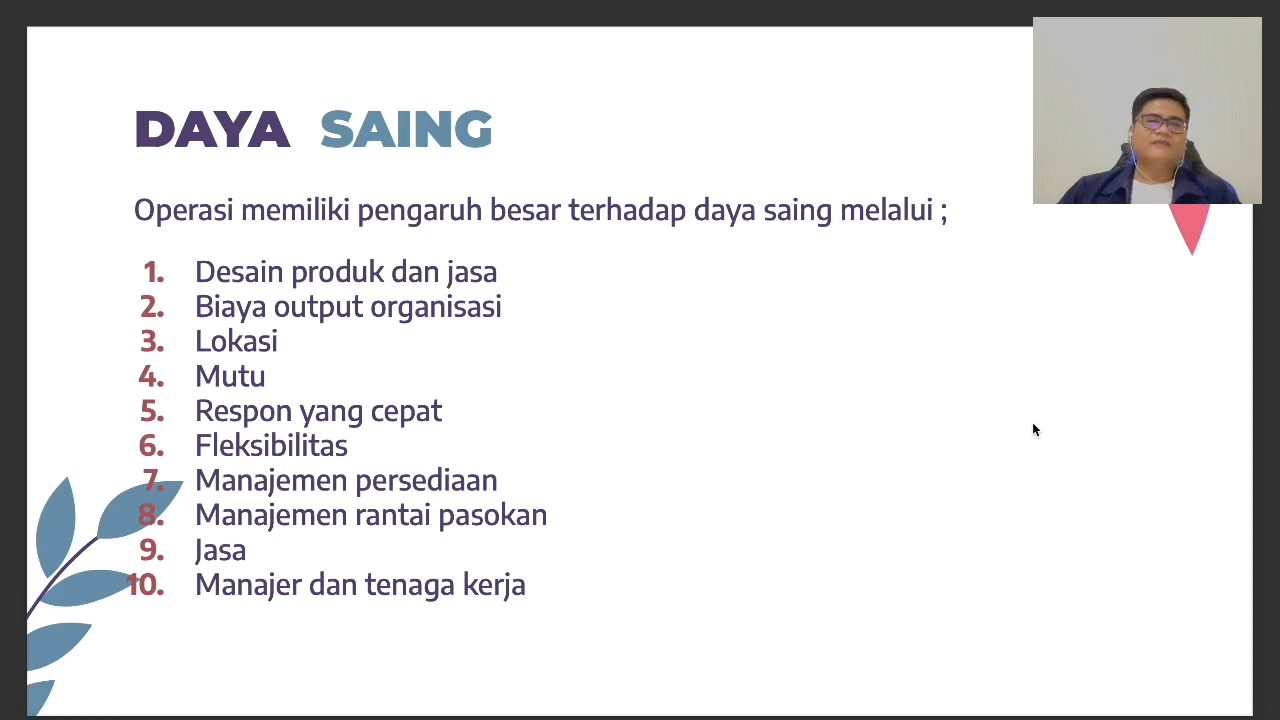 DAYA SAING
Operasi memiliki pengaruh besar terhadap daya saing melalui ;
1. Desain produk dan jasa
2. Biaya output organisasi
3. Lokasi
4. Mutu
5. Respon yang cepat
6. Fleksibilitas
7. Manajemen persediaan
8. Manajemen rantai pasokan
9. Jasa
10. Manajer dan tenaga kerja